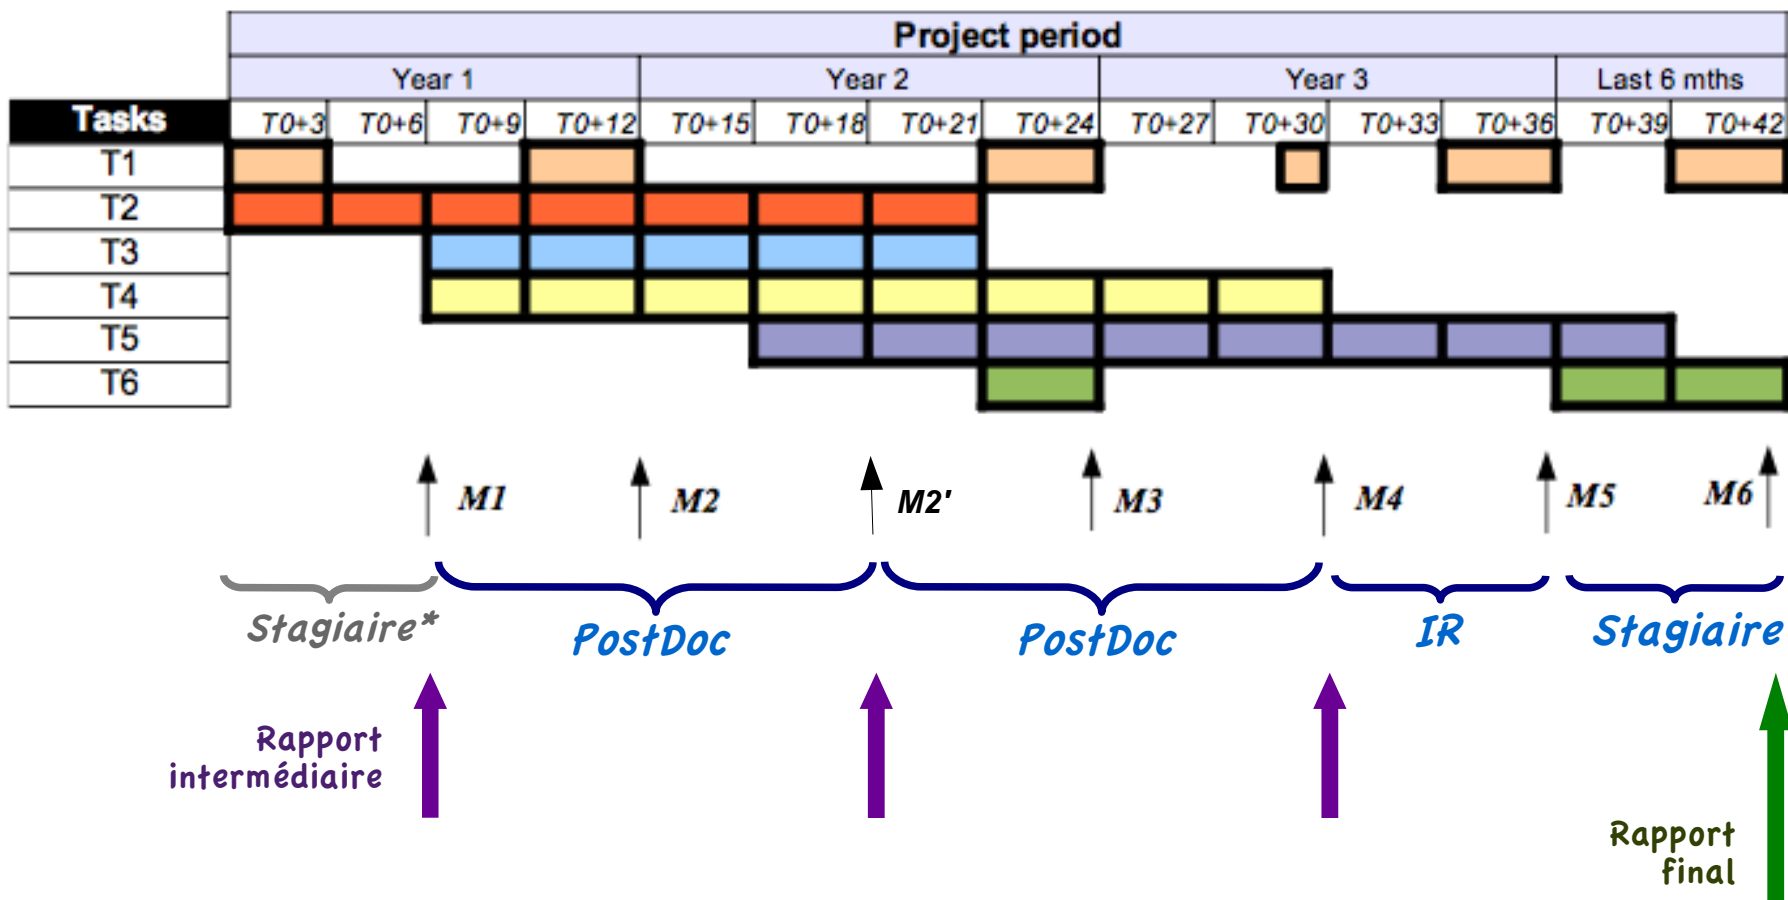 Project period
Year 1 Year 2 Year 3 Last 6 mths
Tasks T0+3 T0+6 T0+9 T0+12 T0+15 T0+18 T0+21 T0+24 T0+27 T0+30 T0+33 T0+36 T0+39 T0+42
T1
T2
T3
T4
T5
T6
M1 M2 M2' M3 M4 M5 M6
Stagiaire* PostDoc PostDoc IR Stagiaire
Rapport
intermédiaire
Rapport
final